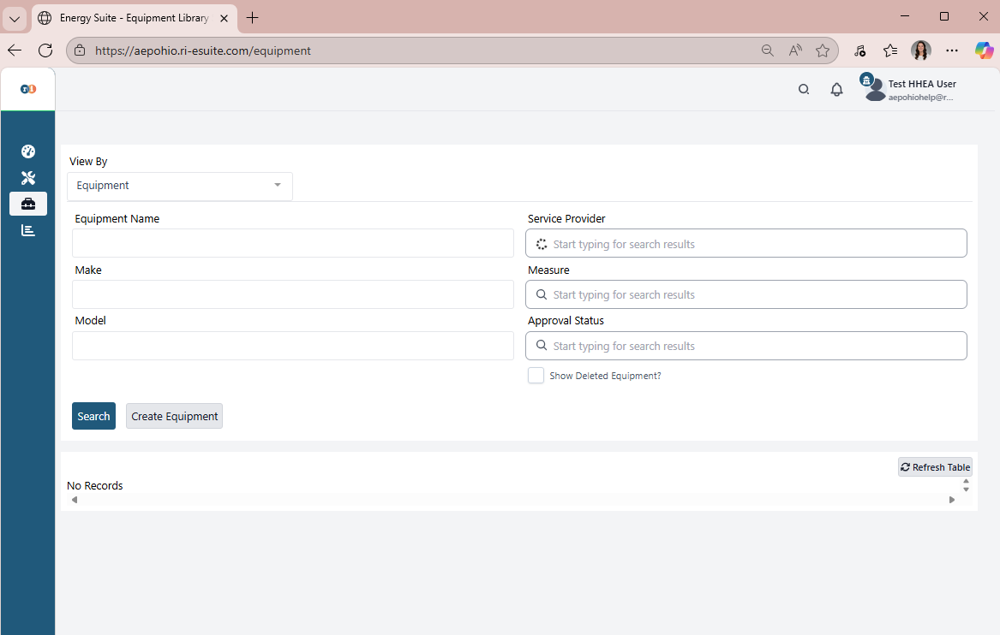 Energy Suite - Equipment Library
https://aepohio.ri-esuite.com/equipment
ri
Test HHEA User
aepohiohelp@r...
View By
Equipment
Equipment Name
Service Provider
Start typing for search results
Make
Measure
Start typing for search results
Model
Approval Status
Start typing for search results
Show Deleted Equipment?
Search
Create Equipment
Refresh Table
No Records